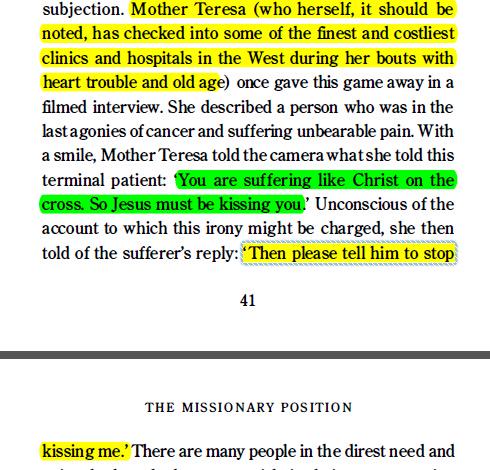 subjection. Mother Teresa (who herself, it should be
noted, has checked into some of the finest and costliest
clinics and hospitals in the West during her bouts with
heart trouble and old age) once gave this game away in a
filmed interview. She described a person who was in the
last agonies of cancer and suffering unbearable pain. With
a smile, Mother Teresa told the camera what she told this
terminal patient: ‘You are suffering like Christ on the
cross. So Jesus must be kissing you.’ Unconscious of the
account to which this irony might be charged, she then
told of the sufferer’s reply: ‘Then please tell him to stop
41
THE MISSIONARY POSITION
kissing me.’ There are many people in the direst need and